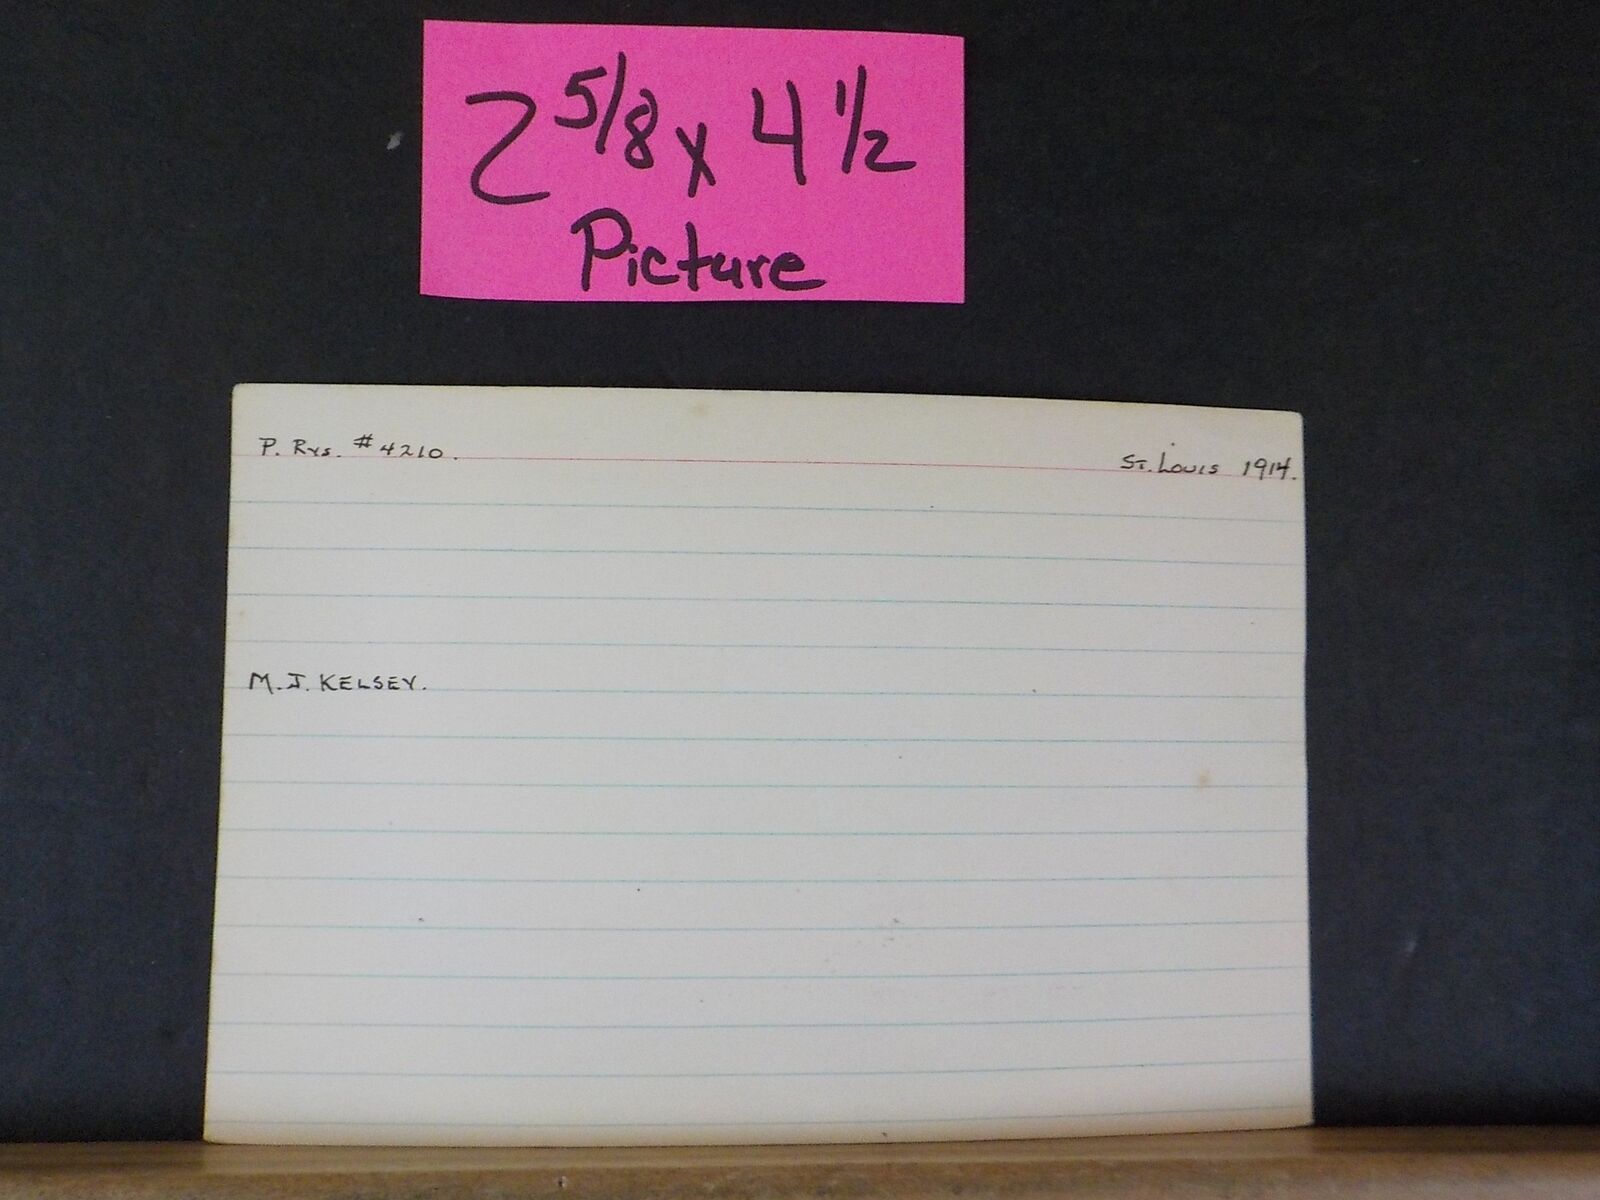 2 5/8 x 4 1/2
Picture
P. Rys. #4210.
St. Louis 1914.
M.J. KELSEY.